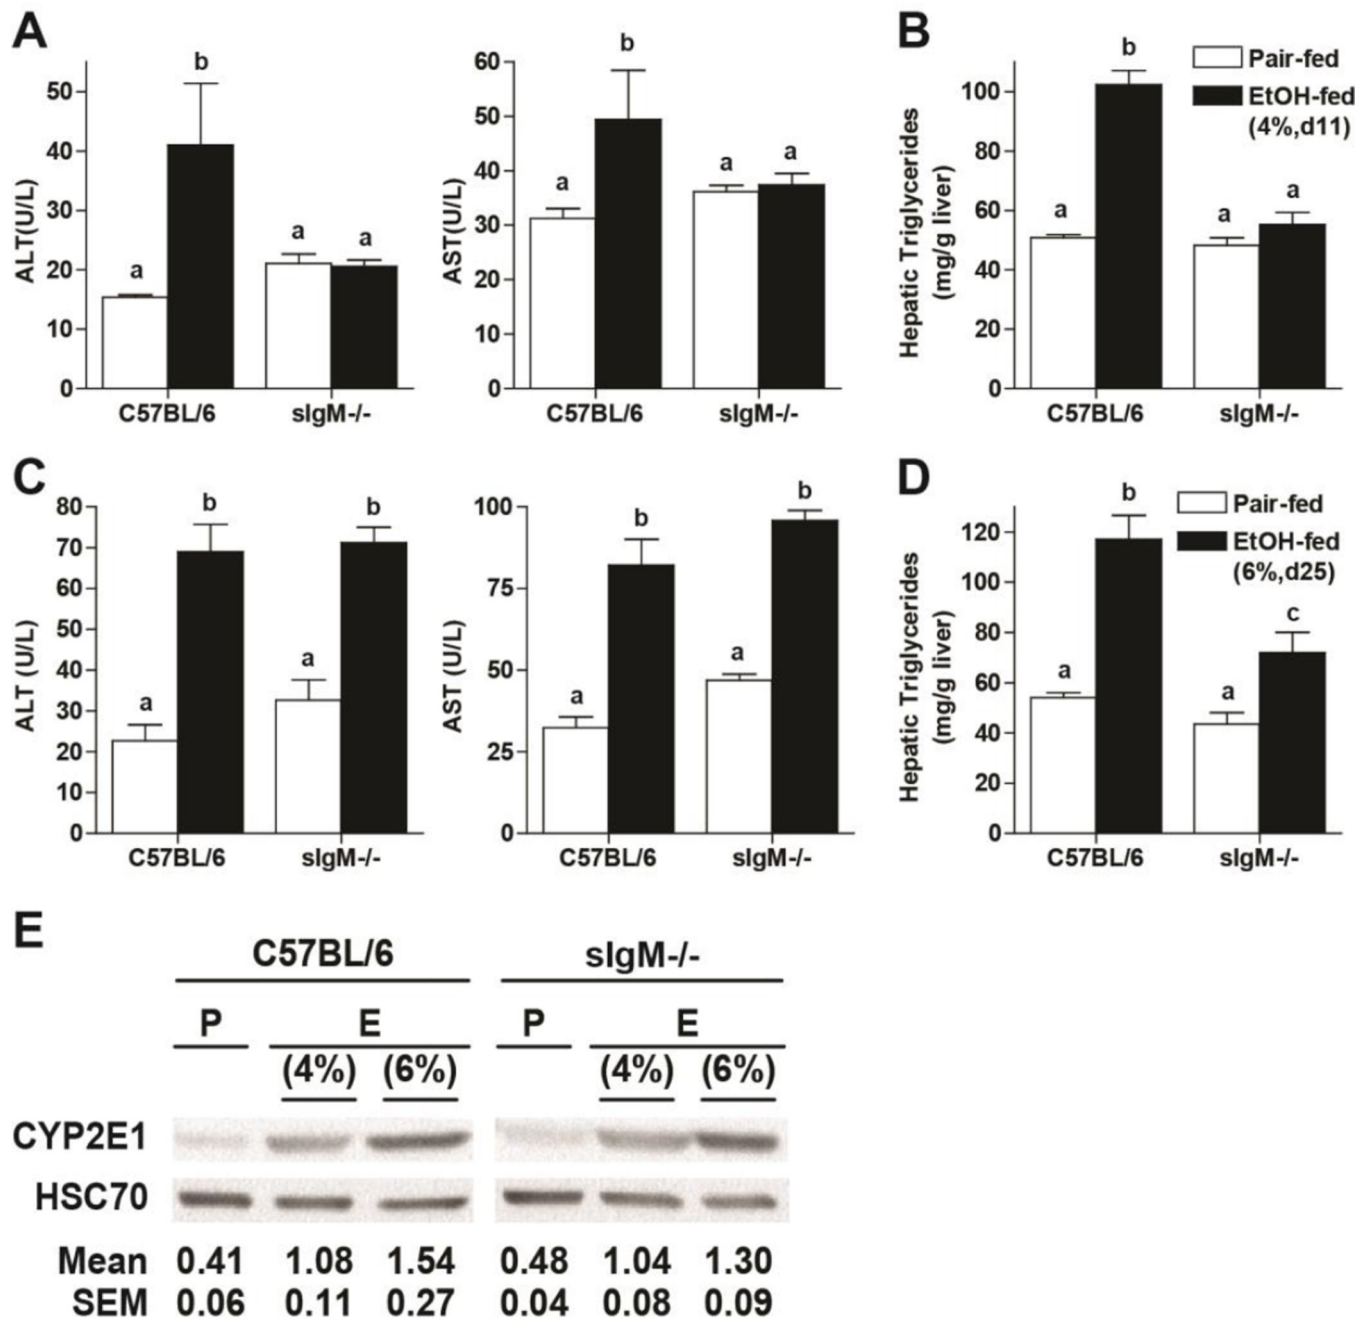 A
ALT(U/L)
50
40
30
20
10
0
a
b
a
a
C57BL/6
sIgM-/-
AST(U/L)
60
50
40
30
20
10
0
a
b
a
a
C57BL/6
sIgM-/-
B
Hepatic Triglycerides
(mg/g liver)
100
80
60
40
20
0
a
b
a
a
C57BL/6
sIgM-/-
Pair-fed
EtOH-fed
(4%,d11)
C
ALT (U/L)
80
70
60
50
40
30
20
10
0
a
b
a
b
C57BL/6
sIgM-/-
AST (U/L)
100
75
50
25
0
a
b
a
b
C57BL/6
sIgM-/-
D
Hepatic Triglycerides
(mg/g liver)
120
100
80
60
40
20
0
a
b
a
c
C57BL/6
sIgM-/-
Pair-fed
EtOH-fed
(6%,d25)
E
C57BL/6 sIgM-/-
P E P E
(4%) (6%) (4%) (6%)
CYP2E1
HSC70
Mean 0.41 1.08 1.54 0.48 1.04 1.30
SEM 0.06 0.11 0.27 0.04 0.08 0.09